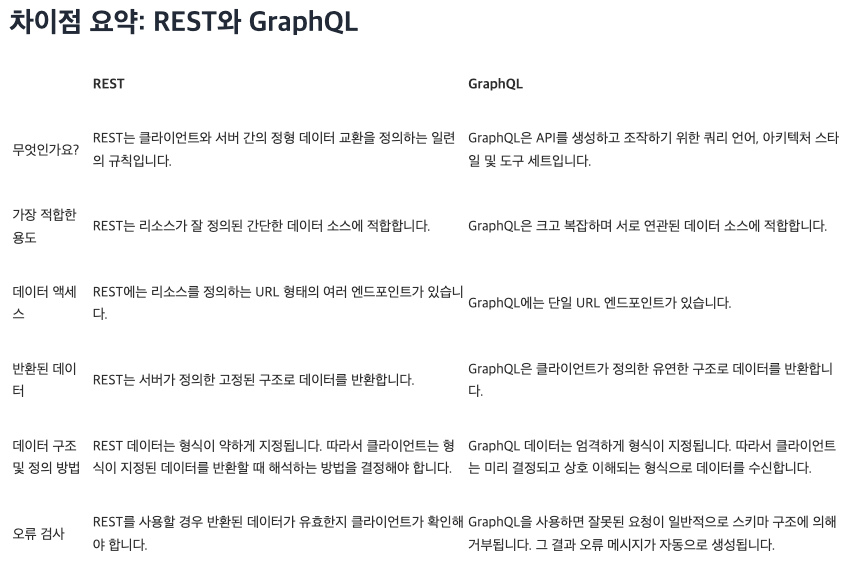 차이점 요약: REST와 GraphQL
REST GraphQL
무엇인가요?
REST는 클라이언트와 서버 간의 정형 데이터 교환을 정의하는 일련
의 규칙입니다.
GraphQL은 API를 생성하고 조작하기 위한 쿼리 언어, 아키텍처 스타
일 및 도구 세트입니다.
가장 적합한
용도
REST는 리소스가 잘 정의된 간단한 데이터 소스에 적합합니다.
GraphQL은 크고 복잡하며 서로 연관된 데이터 소스에 적합합니다.
데이터 액세
스
REST에는 리소스를 정의하는 URL 형태의 여러 엔드포인트가 있습니
다.
GraphQL에는 단일 URL 엔드포인트가 있습니다.
반환된 데이
터
REST는 서버가 정의한 고정된 구조로 데이터를 반환합니다.
GraphQL은 클라이언트가 정의한 유연한 구조로 데이터를 반환합니
다.
데이터 구조
및 정의 방법
REST 데이터는 형식이 약하게 지정됩니다. 따라서 클라이언트는 형
식이 지정된 데이터를 반환할 때 해석하는 방법을 결정해야 합니다.
GraphQL 데이터는 엄격하게 형식이 지정됩니다. 따라서 클라이언트
는 미리 결정되고 상호 이해되는 형식으로 데이터를 수신합니다.
오류 검사
REST를 사용할 경우 반환된 데이터가 유효한지 클라이언트가 확인해
야 합니다.
GraphQL을 사용하면 잘못된 요청이 일반적으로 스키마 구조에 의해
거부됩니다. 그 결과 오류 메시지가 자동으로 생성됩니다.